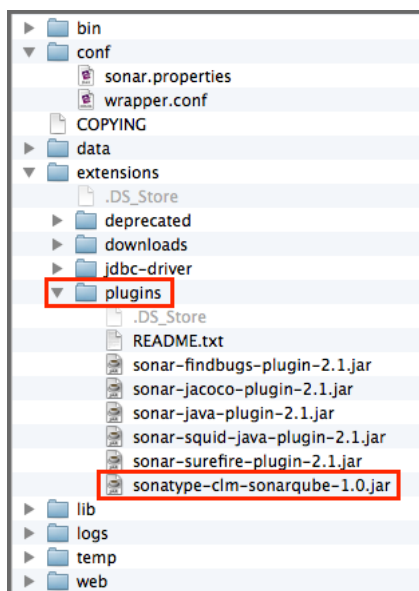 bin
conf
sonar.properties
wrapper.conf
COPYING
data
extensions
.DS_Store
deprecated
downloads
jdbc-driver
plugins
.DS_Store
README.txt
sonar-findbugs-plugin-2.1.jar
sonar-jacoco-plugin-2.1.jar
sonar-java-plugin-2.1.jar
sonar-squid-java-plugin-2.1.jar
sonar-surefire-plugin-2.1.jar
sonatype-clm-sonarqube-1.0.jar
lib
logs
temp
web